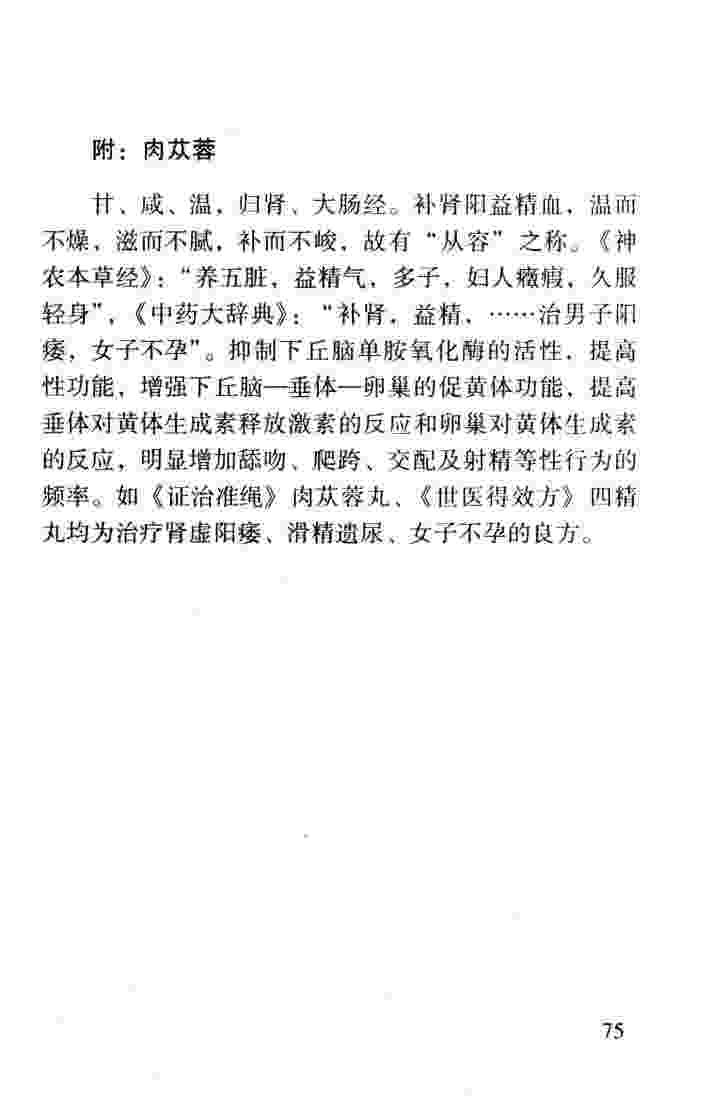 附：肉苁蓉
甘、咸、温，归肾、大肠经。补肾阳益精血，温而
不燥，滋而不腻，补而不峻，故有“从容”之称。《神
农本草经》：“养五脏，益精气，多子，妇人癥瘕，久服
轻身”，《中药大辞典》：“补肾，益精，……治男子阳
痿，女子不孕”。抑制下丘脑单胺氧化酶的活性，提高
性功能，增强下丘脑—垂体—卵巢的促黄体功能，提高
垂体对黄体生成素释放激素的反应和卵巢对黄体生成素
的反应，明显增加舔吻、爬跨、交配及射精等性行为的
频率。如《证治准绳》肉苁蓉丸、《世医得效方》四精
丸均为治疗肾虚阳痿、滑精遗尿、女子不孕的良方。
75